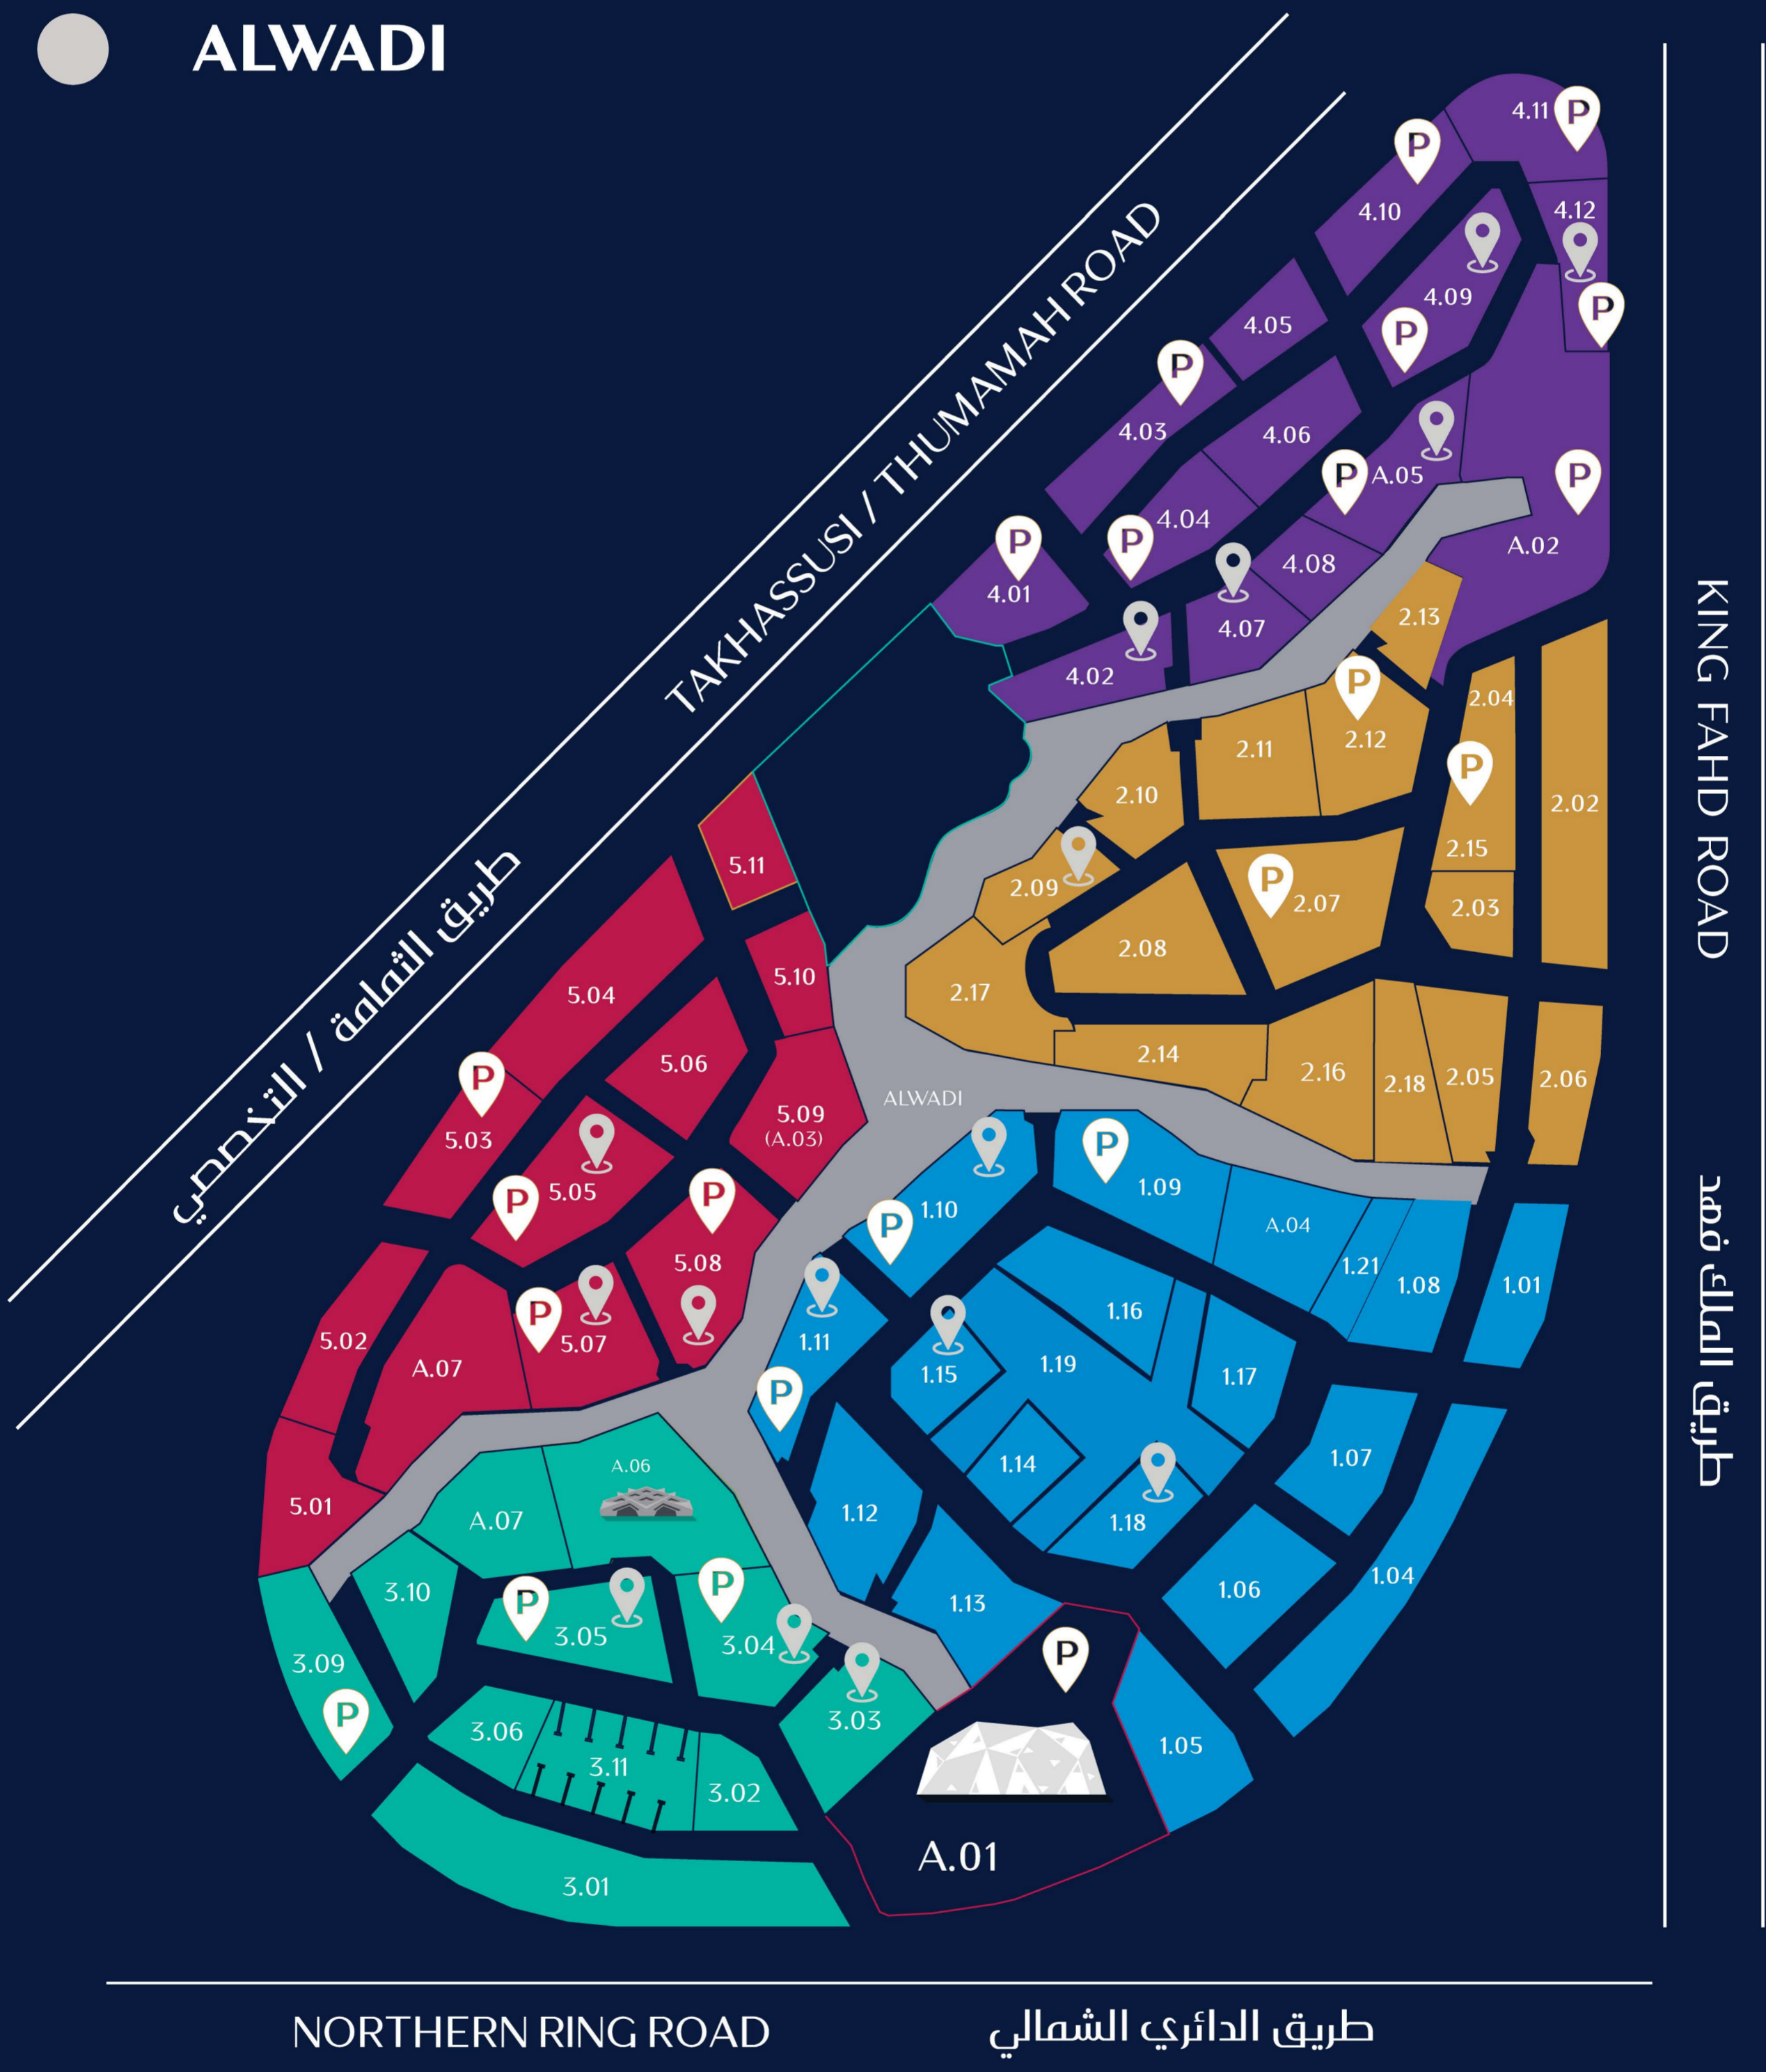 ALWADI
4.11
P
P
4.10
4.12
4.09
P
P
4.05
P
4.03
4.06
P
A.05
P
4.04
P
P
4.01
4.08
A.02
4.07
4.02
TAKHASSUSI / THUMAMAH ROAD
طريق الثمامة / التخصصي
KING FAHD ROAD
طريق الملك فهد
2.13
P
2.04
2.12
2.11
P
2.10
2.02
2.15
2.09
P
2.07
2.03
2.08
2.17
2.14
2.16
2.18
2.05
2.06
5.11
5.10
5.04
5.06
P
5.03
5.09
(A.03)
P
5.05
P
5.08
P
5.07
5.02
A.07
5.01
ALWADI
P
1.09
P
1.10
A.04
1.21
1.08
1.01
1.11
P
1.16
1.19
1.15
1.17
1.14
1.18
1.07
1.12
1.13
1.06
1.04
1.05
A.06
A.07
3.10
P
3.05
P
3.04
3.09
P
3.03
3.06
3.11
3.02
3.01
P
A.01
NORTHERN RING ROAD
طريق الدائري الشمالي